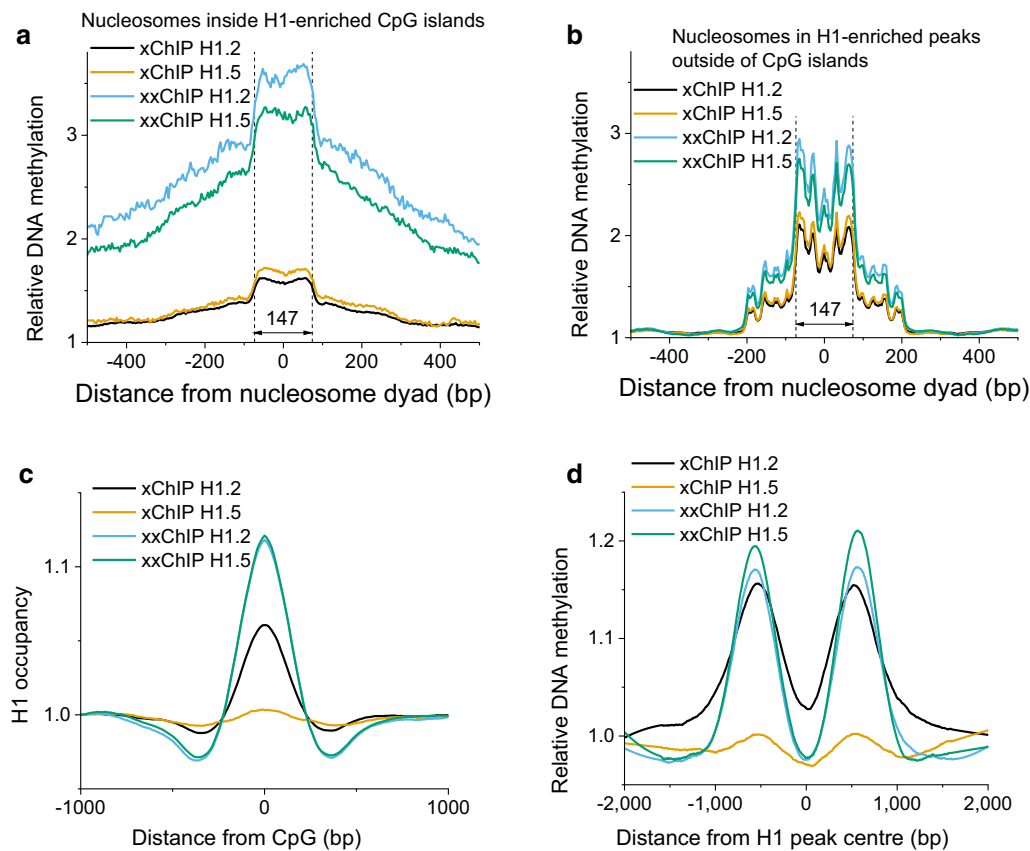 a
Nucleosomes inside H1-enriched CpG islands
xChIP H1.2
xChIP H1.5
xxChIP H1.2
xxChIP H1.5
Relative DNA methylation
3
2
1
147
-400 -200 0 200 400
Distance from nucleosome dyad (bp)
b
Nucleosomes in H1-enriched peaks
outside of CpG islands
xChIP H1.2
xChIP H1.5
xxChIP H1.2
xxChIP H1.5
Relative DNA methylation
3
2
1
147
-400 -200 0 200 400
Distance from nucleosome dyad (bp)
c
xChIP H1.2
xChIP H1.5
xxChIP H1.2
xxChIP H1.5
H1 occupancy
1.1
1.0
-1000 0 1000
Distance from CpG (bp)
d
xChIP H1.2
xChIP H1.5
xxChIP H1.2
xxChIP H1.5
Relative DNA methylation
1.2
1.1
1.0
-2,000 -1,000 0 1,000 2,000
Distance from H1 peak centre (bp)